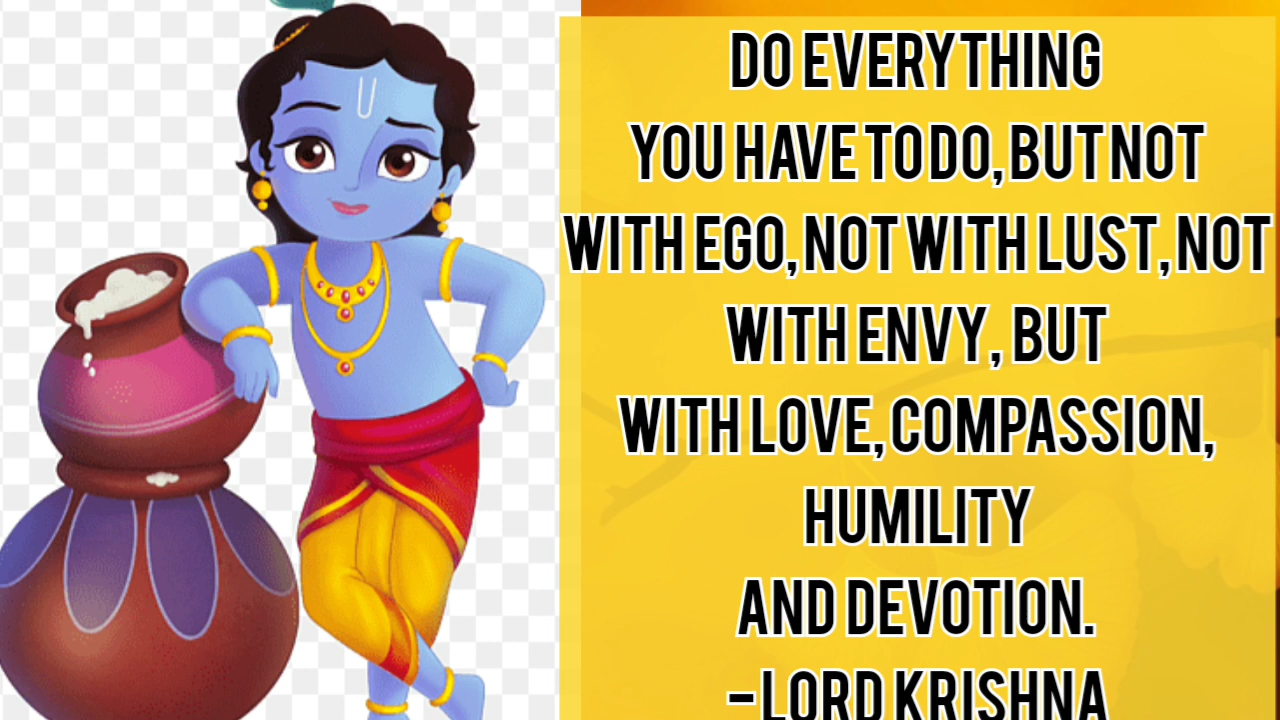 DO EVERYTHING
YOU HAVE TO DO, BUT NOT
WITH EGO, NOT WITH LUST, NOT
WITH ENVY, BUT
WITH LOVE, COMPASSION,
HUMILITY
AND DEVOTION.
- LORD KRISHNA